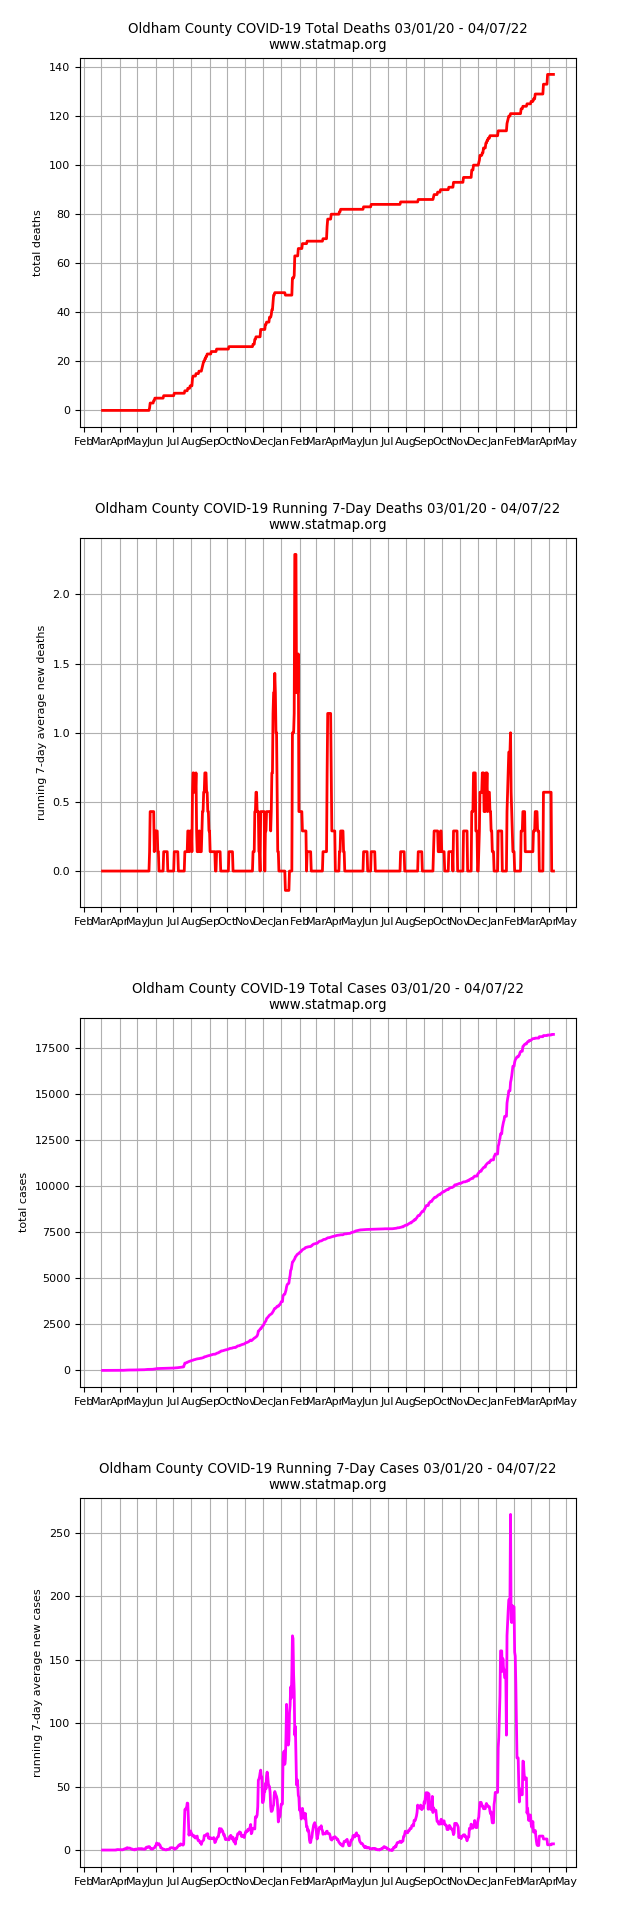 Oldham County COVID-19 Total Deaths 03/01/20 - 04/07/22
www.statmap.org
140
120
100
80
60
40
20
0
total deaths
Feb Mar Apr May Jun Jul Aug Sep Oct Nov Dec Jan Feb Mar Apr May Jun Jul Aug Sep Oct Nov Dec Jan Feb Mar Apr May
Oldham County COVID-19 Running 7-Day Deaths 03/01/20 - 04/07/22
www.statmap.org
2.0
1.5
1.0
0.5
0.0
running 7-day average new deaths
Feb Mar Apr May Jun Jul Aug Sep Oct Nov Dec Jan Feb Mar Apr May Jun Jul Aug Sep Oct Nov Dec Jan Feb Mar Apr May
Oldham County COVID-19 Total Cases 03/01/20 - 04/07/22
www.statmap.org
17500
15000
12500
10000
7500
5000
2500
0
total cases
Feb Mar Apr May Jun Jul Aug Sep Oct Nov Dec Jan Feb Mar Apr May Jun Jul Aug Sep Oct Nov Dec Jan Feb Mar Apr May
Oldham County COVID-19 Running 7-Day Cases 03/01/20 - 04/07/22
www.statmap.org
250
200
150
100
50
0
running 7-day average new cases
Feb Mar Apr May Jun Jul Aug Sep Oct Nov Dec Jan Feb Mar Apr May Jun Jul Aug Sep Oct Nov Dec Jan Feb Mar Apr May